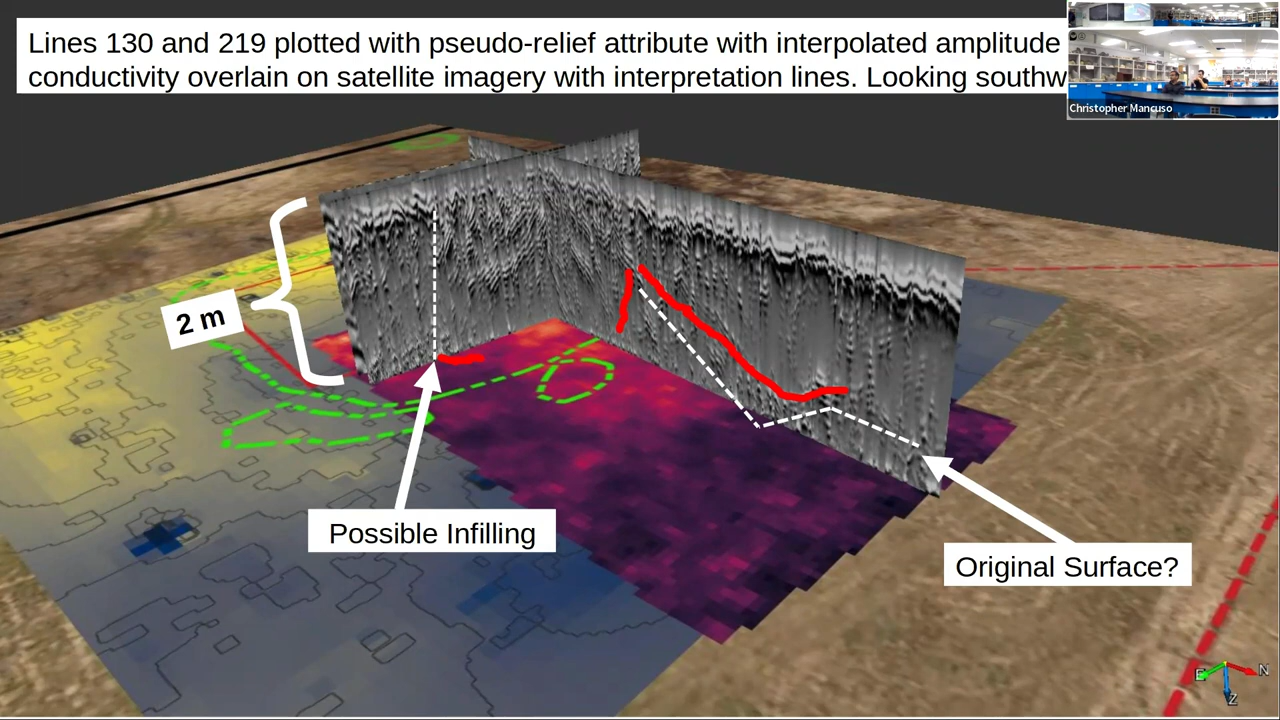 Lines 130 and 219 plotted with pseudo-relief attribute with interpolated amplitude
conductivity overlain on satellite imagery with interpretation lines. Looking southw
Christopher Mancuso
2 m
Possible Infilling
Original Surface?
E
N
Z